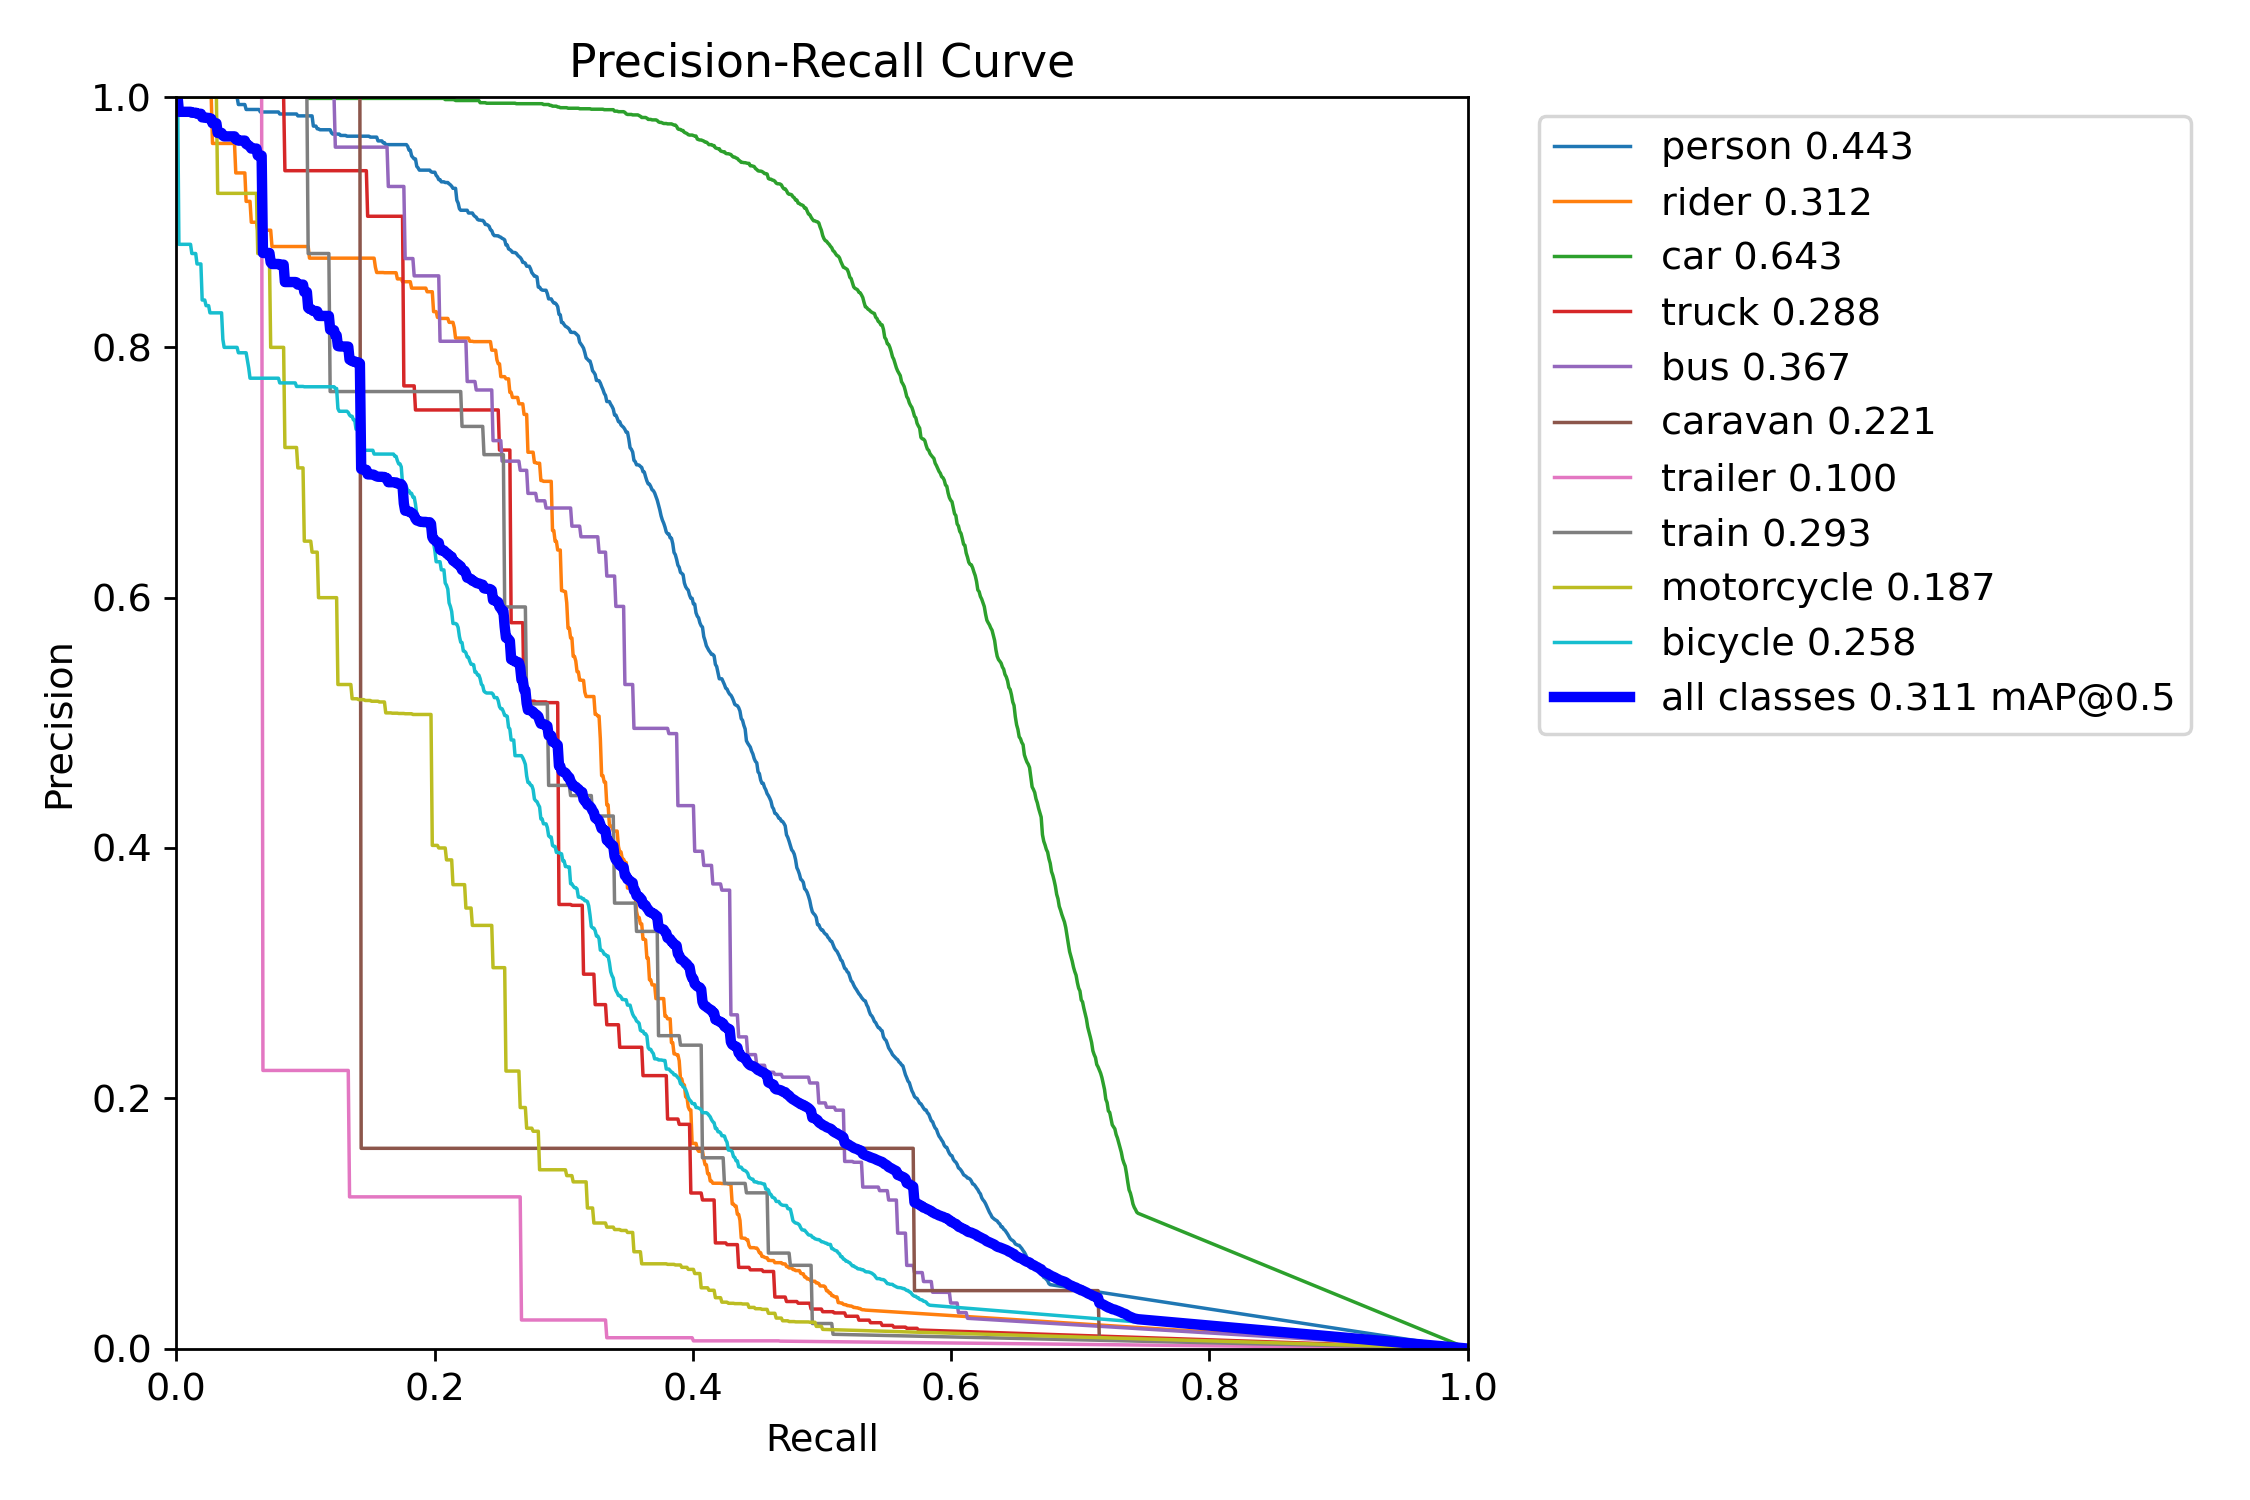 Precision-Recall Curve
1.0
0.8
0.6
0.4
0.2
0.0
Precision
0.0 0.2 0.4 0.6 0.8 1.0
Recall
person 0.443
rider 0.312
car 0.643
truck 0.288
bus 0.367
caravan 0.221
trailer 0.100
train 0.293
motorcycle 0.187
bicycle 0.258
all classes 0.311 mAP@0.5